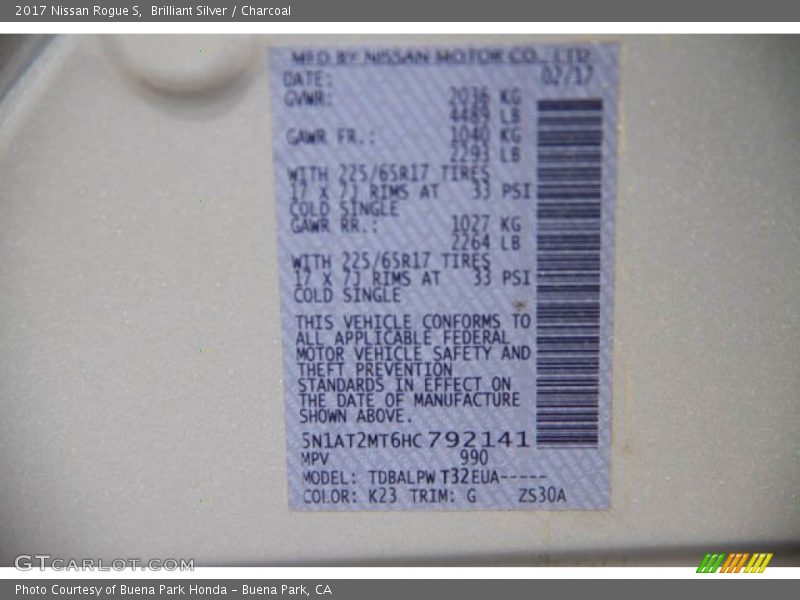 2017 Nissan Rogue S, Brilliant Silver / Charcoal
MFD BY NISSAN MOTOR CO., LTD.
DATE: 02/17
GVWR: 2036 KG
4489 LB
GAWR FR.: 1040 KG
2293 LB
WITH 225/65R17 TIRES
17 X 7J RIMS AT 33 PSI
COLD SINGLE
GAWR RR.: 1027 KG
2264 LB
WITH 225/65R17 TIRES
17 X 7J RIMS AT 33 PSI
COLD SINGLE
THIS VEHICLE CONFORMS TO
ALL APPLICABLE FEDERAL
MOTOR VEHICLE SAFETY AND
THEFT PREVENTION
STANDARDS IN EFFECT ON
THE DATE OF MANUFACTURE
SHOWN ABOVE.
5N1AT2MT6HC792141
MPV 990
MODEL: TDBALPWT32EUA-----
COLOR: K23 TRIM: G ZS30A
GTCARLOT.COM
Photo Courtesy of Buena Park Honda - Buena Park, CA